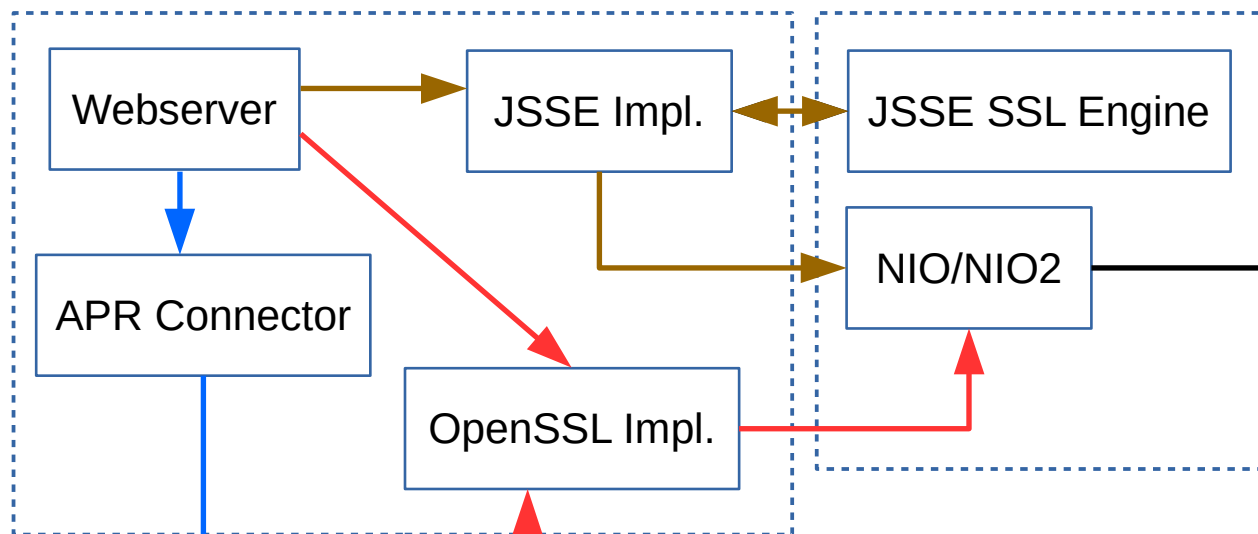 Webserver
JSSE Impl.
JSSE SSL Engine
APR Connector
NIO/NIO2
OpenSSL Impl.